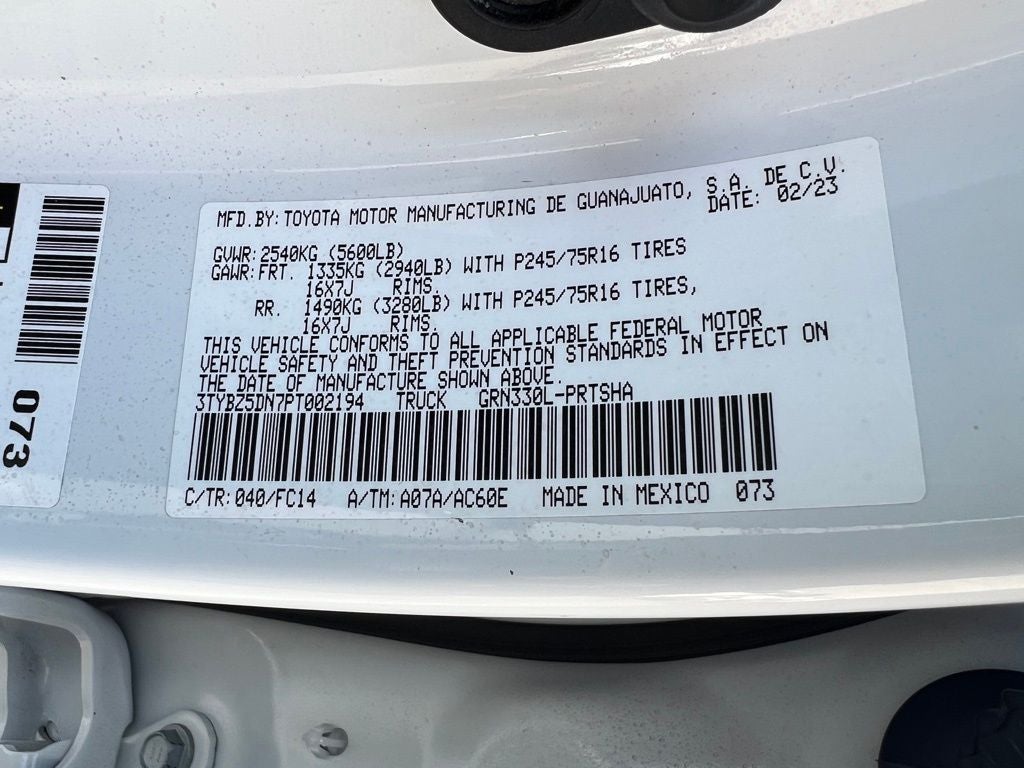 MFD.BY: TOYOTA MOTOR MANUFACTURING DE GUANAJUATO, S.A. DE C.V.
DATE: 02/23
GVWR: 2540KG (5600LB)
GAWR: FRT. 1335KG (2940LB) WITH P245/75R16 TIRES
16X7J RIMS.
RR. 1490KG (3280LB) WITH P245/75R16 TIRES,
16X7J RIMS.
THIS VEHICLE CONFORMS TO ALL APPLICABLE FEDERAL MOTOR
VEHICLE SAFETY AND THEFT PREVENTION STANDARDS IN EFFECT ON
THE DATE OF MANUFACTURE SHOWN ABOVE.
3TYBZ5DN7PT002194 TRUCK GRN330L-PRTSHA
C/TR: 040/FC14 A/TM: A07A/AC60E MADE IN MEXICO 073
073